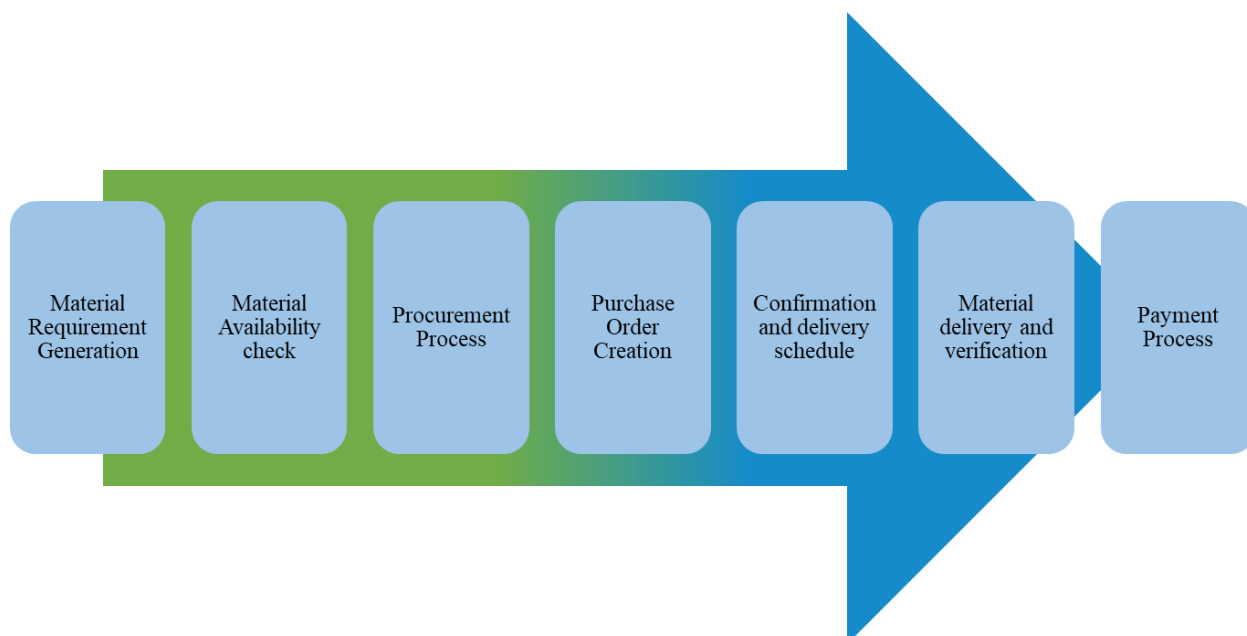 Material
Requirement
Generation
Material
Availability
check
Procurement
Process
Purchase
Order
Creation
Confirmation
and delivery
schedule
Material
delivery and
verification
Payment
Process